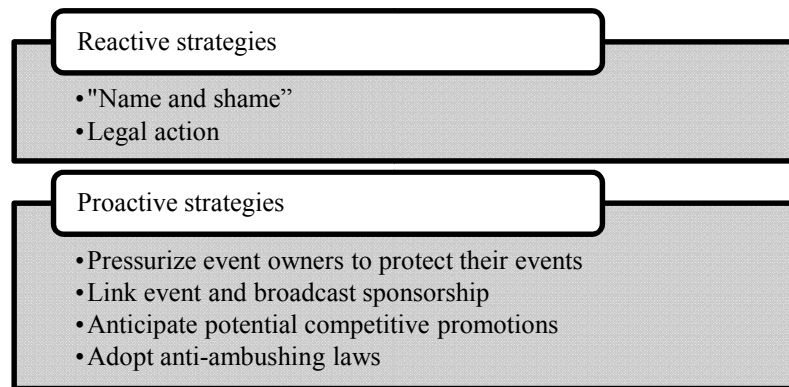 Reactive strategies
•"Name and shame”
•Legal action
Proactive strategies
•Pressurize event owners to protect their events
•Link event and broadcast sponsorship
•Anticipate potential competitive promotions
•Adopt anti-ambushing laws